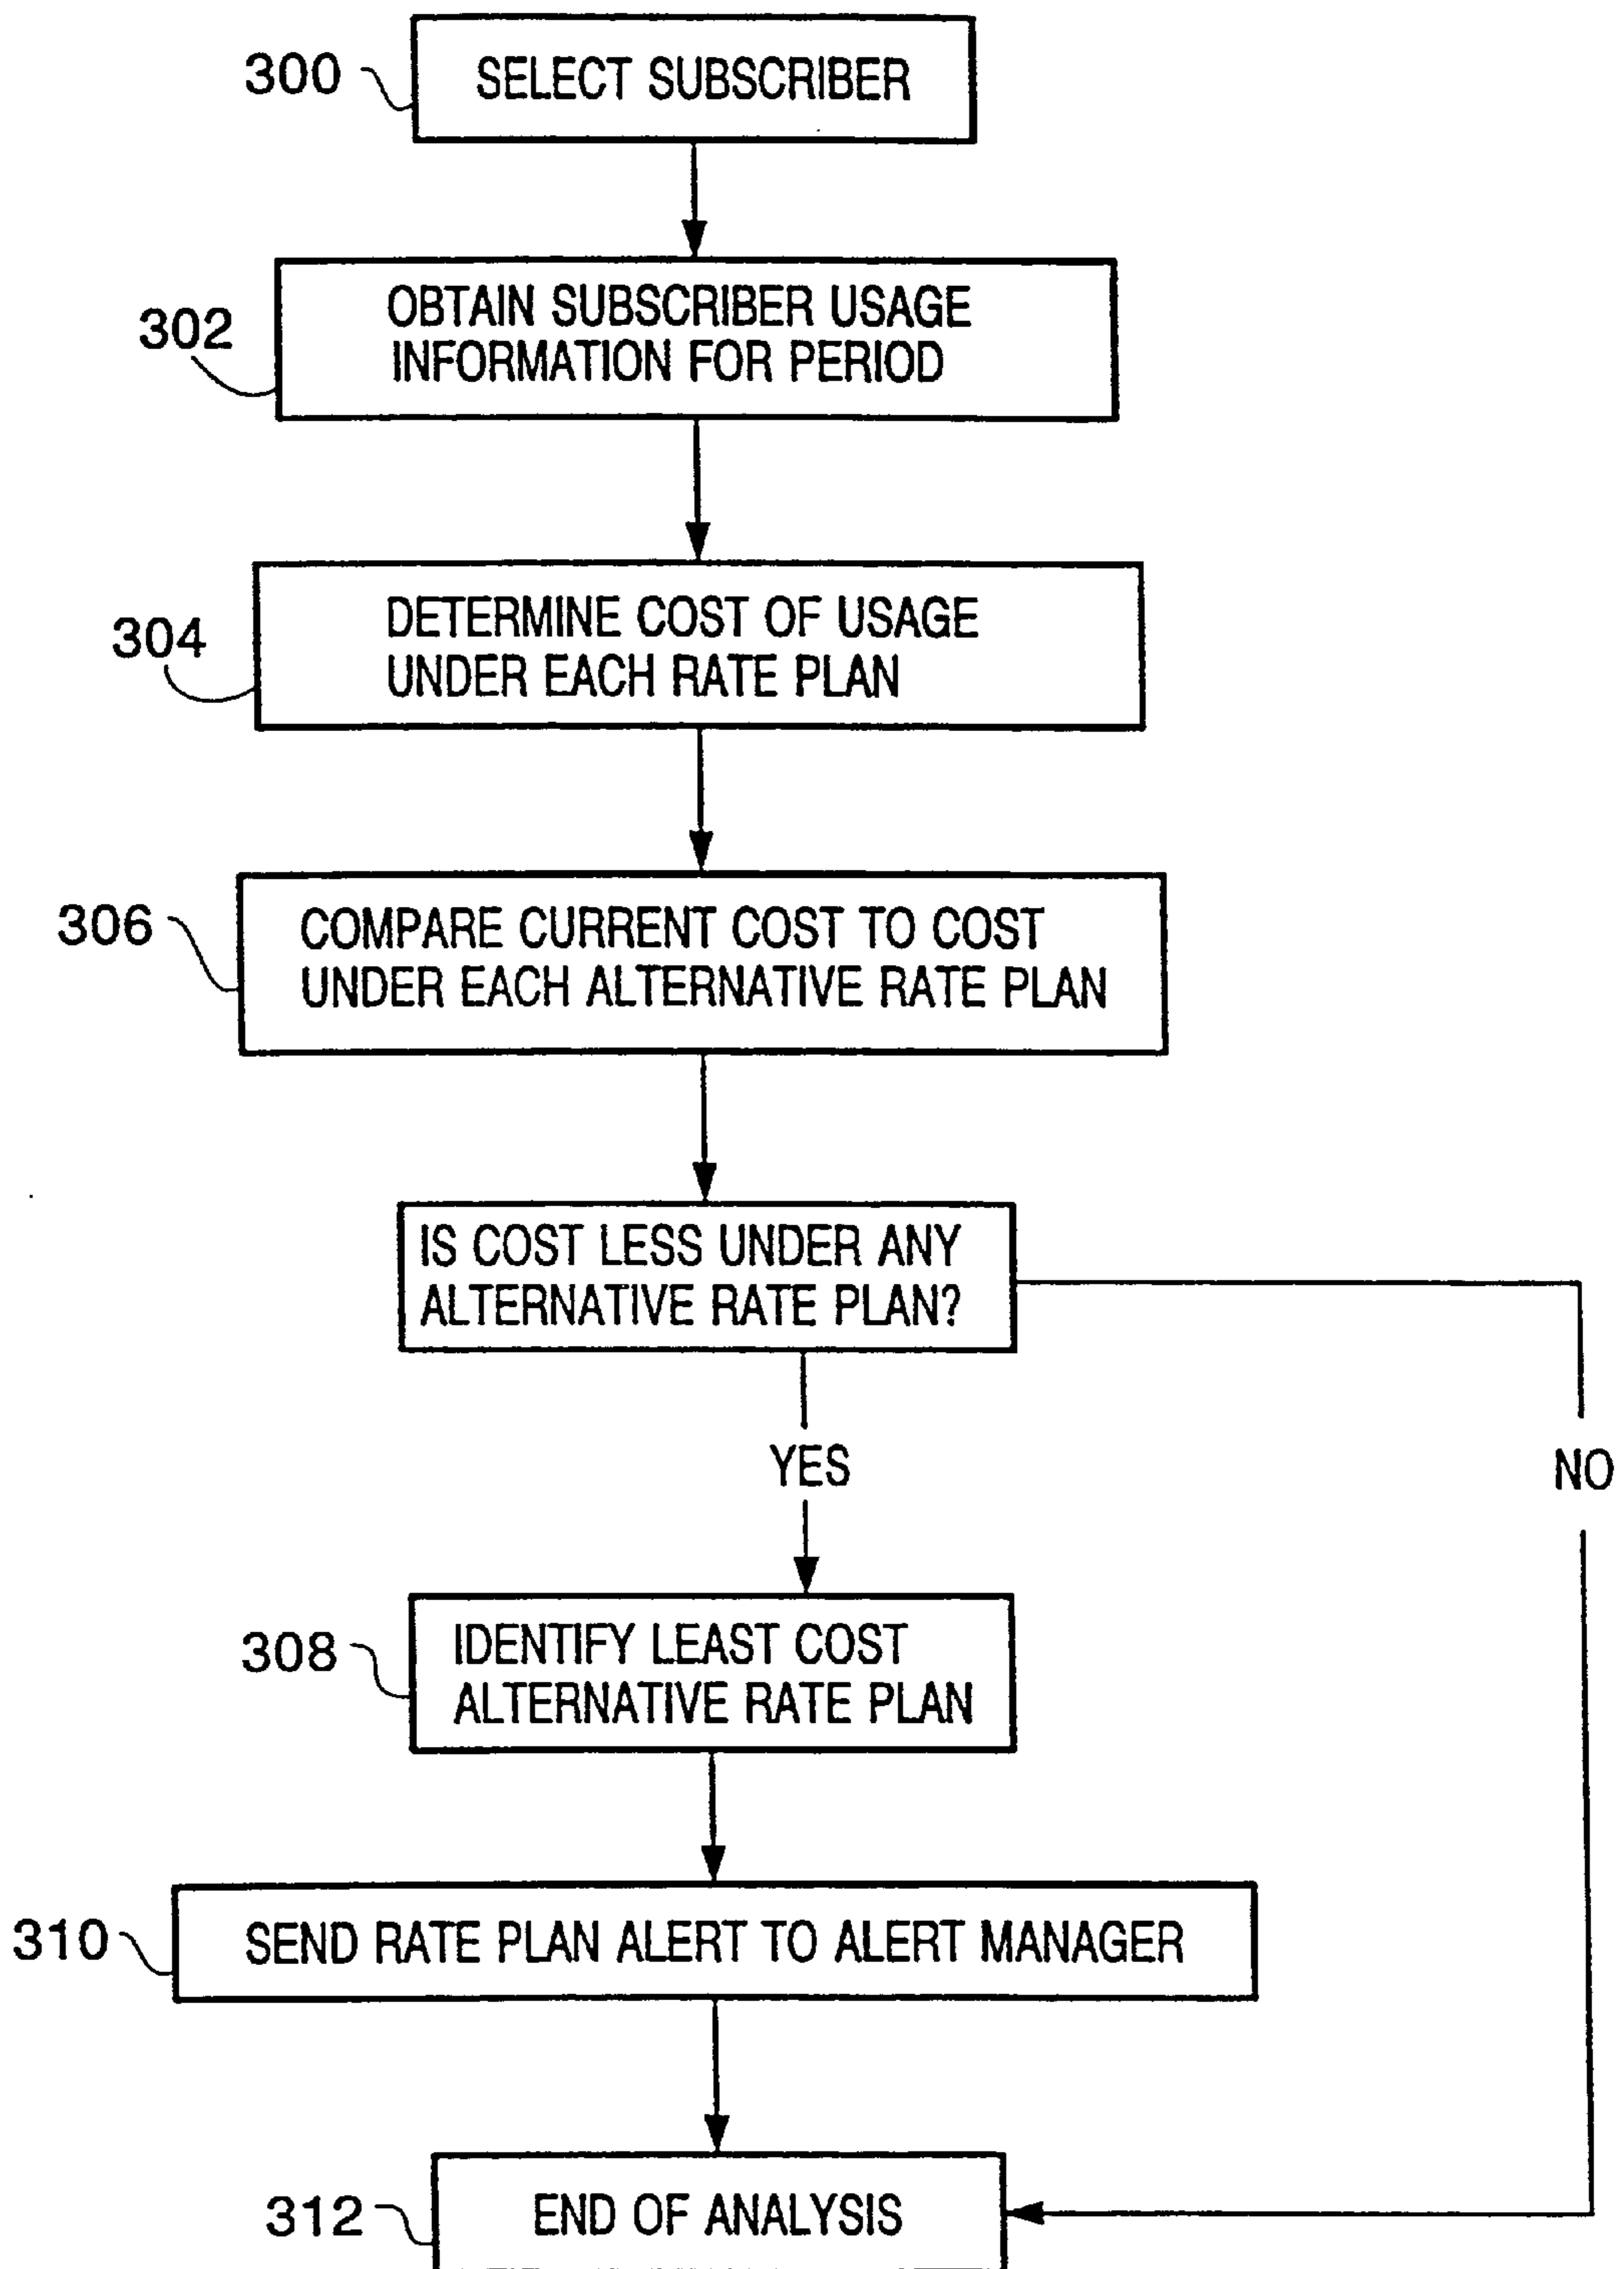 300
SELECT SUBSCRIBER
302
OBTAIN SUBSCRIBER USAGE
INFORMATION FOR PERIOD
304
DETERMINE COST OF USAGE
UNDER EACH RATE PLAN
306
COMPARE CURRENT COST TO COST
UNDER EACH ALTERNATIVE RATE PLAN
IS COST LESS UNDER ANY
ALTERNATIVE RATE PLAN?
YES
NO
308
IDENTIFY LEAST COST
ALTERNATIVE RATE PLAN
310
SEND RATE PLAN ALERT TO ALERT MANAGER
312
END OF ANALYSIS